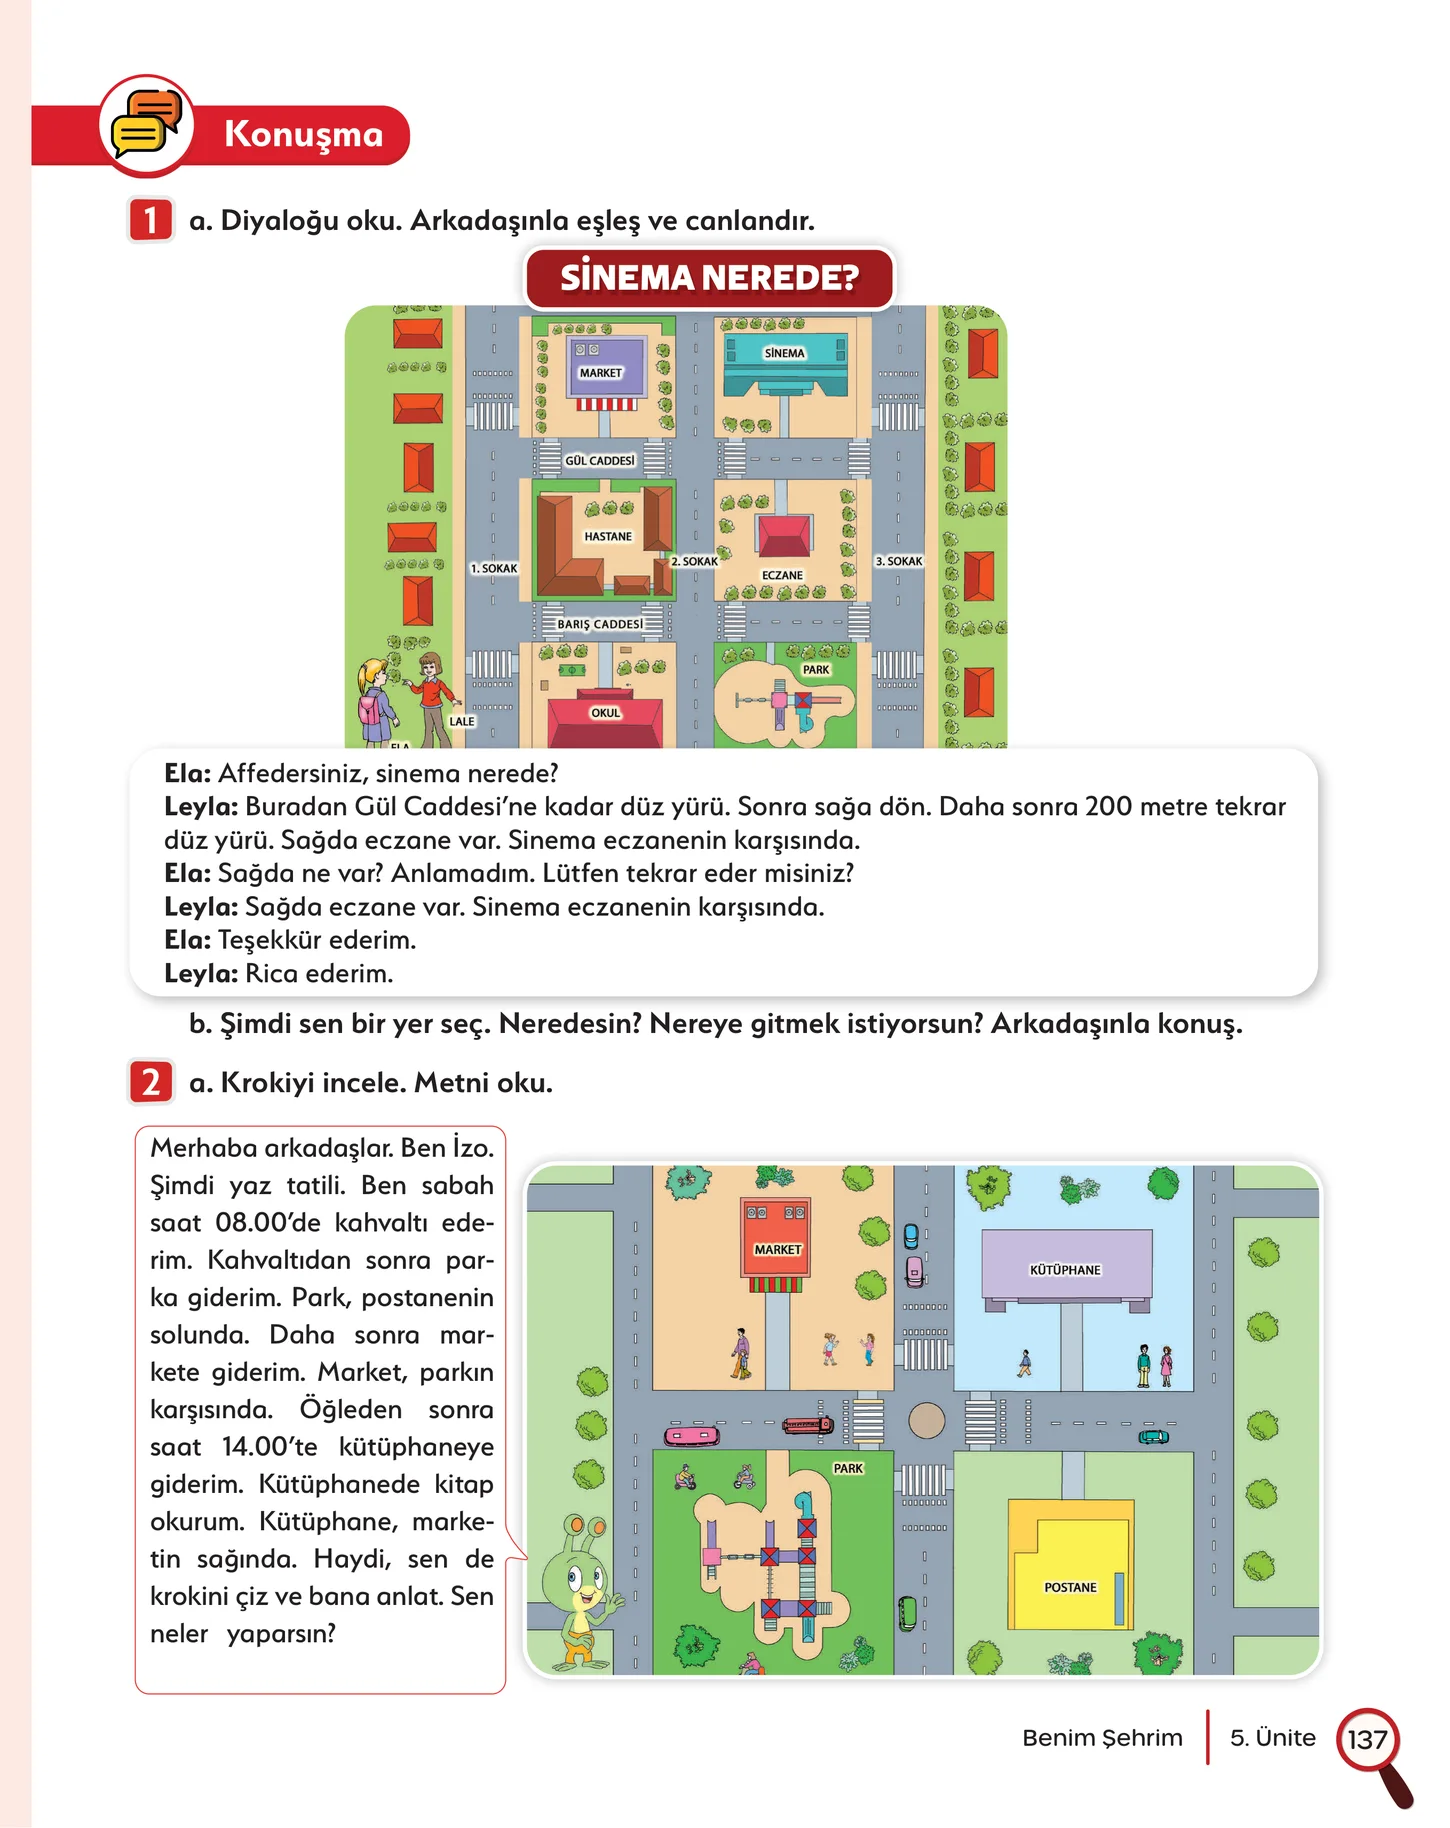 Konuşma
1 a. Diyaloğu oku. Arkadaşınla eşleş ve canlandır.
SİNEMA NEREDE?
MARKET
SİNEMA
GÜL CADDESİ
HASTANE
1. SOKAK
2. SOKAK
ECZANE
3. SOKAK
BARIŞ CADDESİ
PARK
OKUL
LALE
ELA
Ela: Affedersiniz, sinema nerede?
Leyla: Buradan Gül Caddesi’ne kadar düz yürü. Sonra sağa dön. Daha sonra 200 metre tekrar
düz yürü. Sağda eczane var. Sinema eczanenin karşısında.
Ela: Sağda ne var? Anlamadım. Lütfen tekrar eder misiniz?
Leyla: Sağda eczane var. Sinema eczanenin karşısında.
Ela: Teşekkür ederim.
Leyla: Rica ederim.
b. Şimdi sen bir yer seç. Neredesin? Nereye gitmek istiyorsun? Arkadaşınla konuş.
2 a. Krokiyi incele. Metni oku.
Merhaba arkadaşlar. Ben İzo.
Şimdi yaz tatili. Ben sabah
saat 08.00’de kahvaltı ede-
rim. Kahvaltıdan sonra par-
ka giderim. Park, postanenin
solunda. Daha sonra mar-
kete giderim. Market, parkın
karşısında. Öğleden sonra
saat 14.00’te kütüphaneye
giderim. Kütüphanede kitap
okurum. Kütüphane, marke-
tin sağında. Haydi, sen de
krokini çiz ve bana anlat. Sen
neler yaparsın?
MARKET
KÜTÜPHANE
PARK
POSTANE
Benim Şehrim 5. Ünite 137